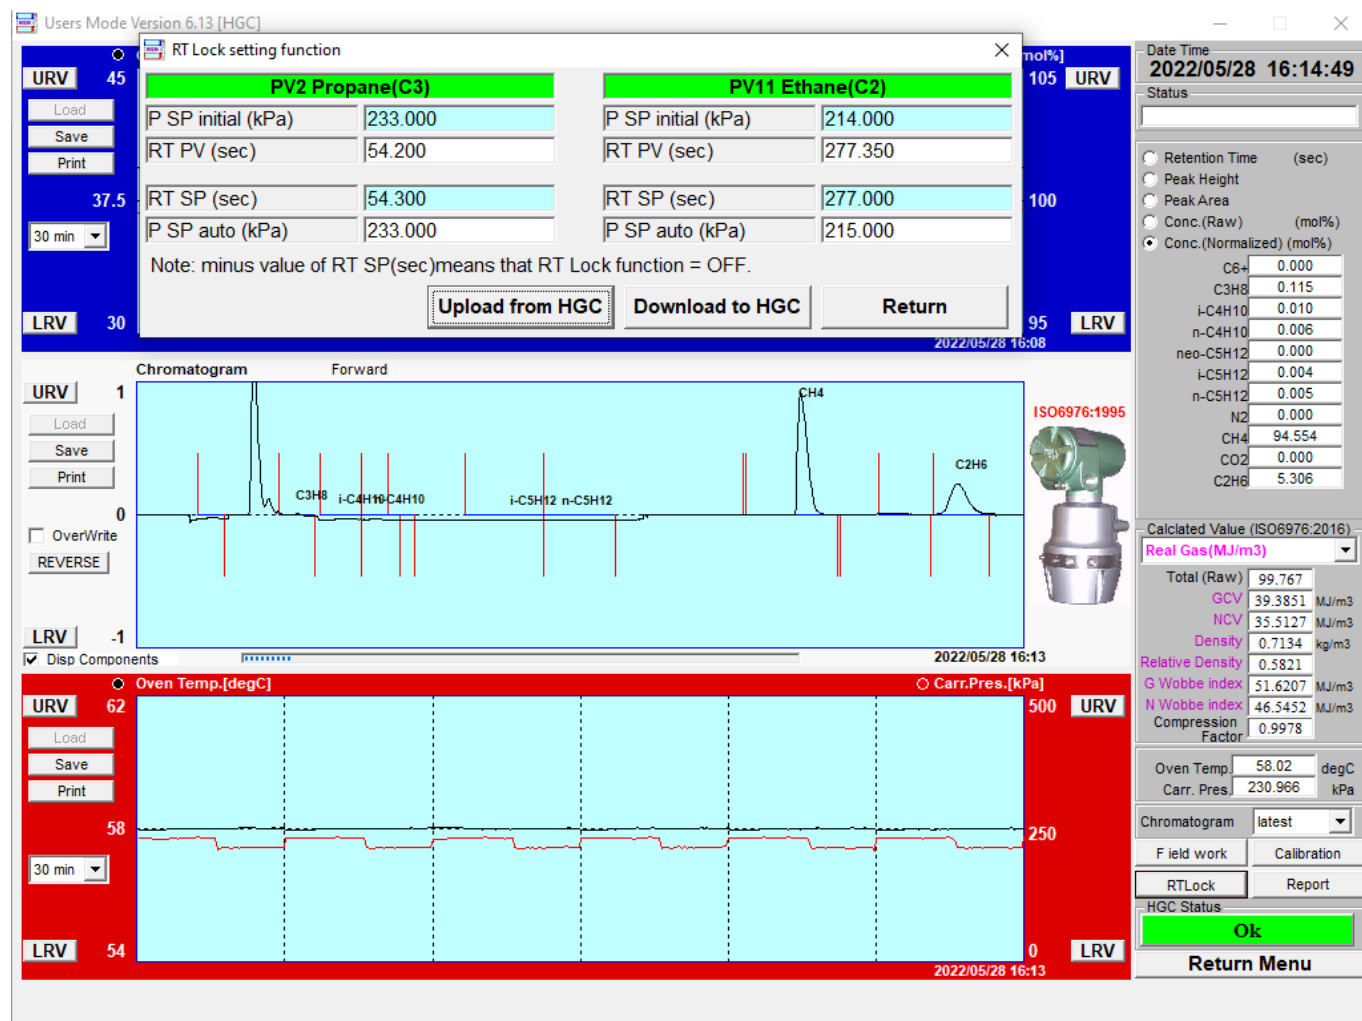 Users Mode Version 6.13 [HGC]
RT Lock setting function
mol%]
URV 45
105 URV
Load
Save
Print
37.5
100
30 min
LRV 30
95 LRV
2022/05/28 16:08
PV2 Propane(C3)
P SP initial (kPa) 233.000
RT PV (sec) 54.200
RT SP (sec) 54.300
P SP auto (kPa) 233.000
PV11 Ethane(C2)
P SP initial (kPa) 214.000
RT PV (sec) 277.350
RT SP (sec) 277.000
P SP auto (kPa) 215.000
Note: minus value of RT SP(sec)means that RT Lock function = OFF.
Upload from HGC Download to HGC Return
Chromatogram Forward
URV 1
Load
Save
Print
0
OverWrite
REVERSE
LRV -1
Disp Components
CH4
C2H6
C3H8 i-C4H10 n-C4H10 i-C5H12 n-C5H12
ISO6976:1995
2022/05/28 16:13
Oven Temp.[degC] Carr.Pres.[kPa]
URV 62
500 URV
Load
Save
Print
58
250
30 min
LRV 54
0 LRV
2022/05/28 16:13
Date Time
2022/05/28 16:14:49
Status
Retention Time (sec)
Peak Height
Peak Area
Conc.(Raw) (mol%)
Conc.(Normalized) (mol%)
C6+ 0.000
C3H8 0.115
i-C4H10 0.010
n-C4H10 0.006
neo-C5H12 0.000
i-C5H12 0.004
n-C5H12 0.005
N2 0.000
CH4 94.554
CO2 0.000
C2H6 5.306
Calclated Value (ISO6976:2016)
Real Gas(MJ/m3)
Total (Raw) 99.767
GCV 39.3851 MJ/m3
NCV 35.5127 MJ/m3
Density 0.7134 kg/m3
Relative Density 0.5821
G Wobbe index 51.6207 MJ/m3
N Wobbe index 46.5452 MJ/m3
Compression
Factor 0.9978
Oven Temp. 58.02 degC
Carr. Pres. 230.966 kPa
Chromatogram latest
F ield work Calibration
RTLock Report
HGC Status
Ok
Return Menu